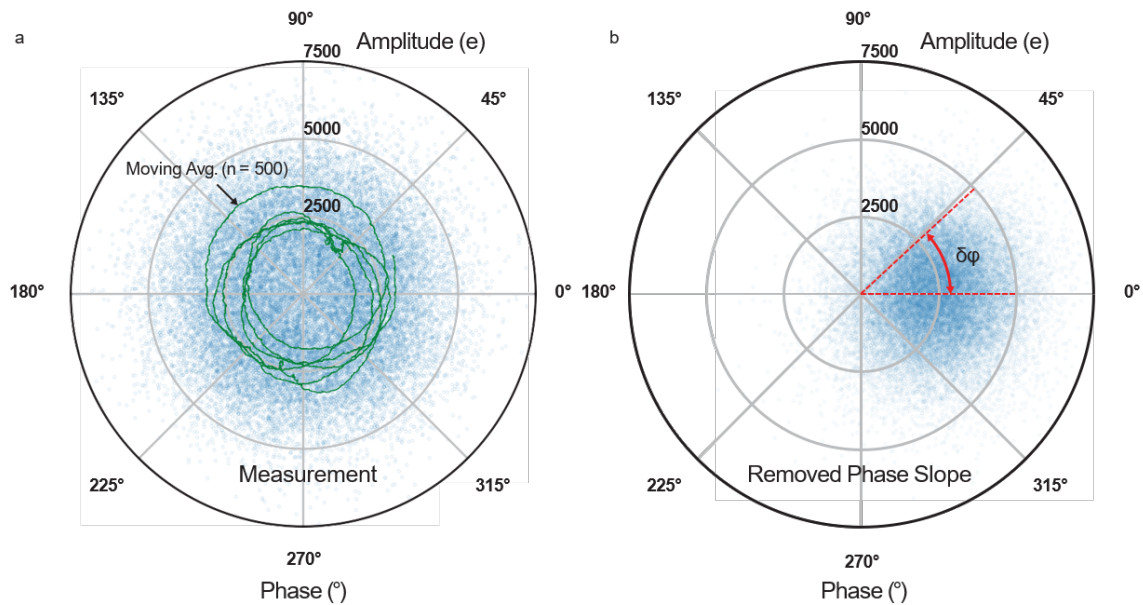 a
90°
7500
Amplitude (e)
135°
45°
5000
Moving Avg. (n = 500)
2500
180°
0°
Measurement
225°
315°
270°
Phase (°)
b
90°
7500
Amplitude (e)
135°
45°
5000
2500
δφ
180°
0°
Removed Phase Slope
225°
315°
270°
Phase (°)